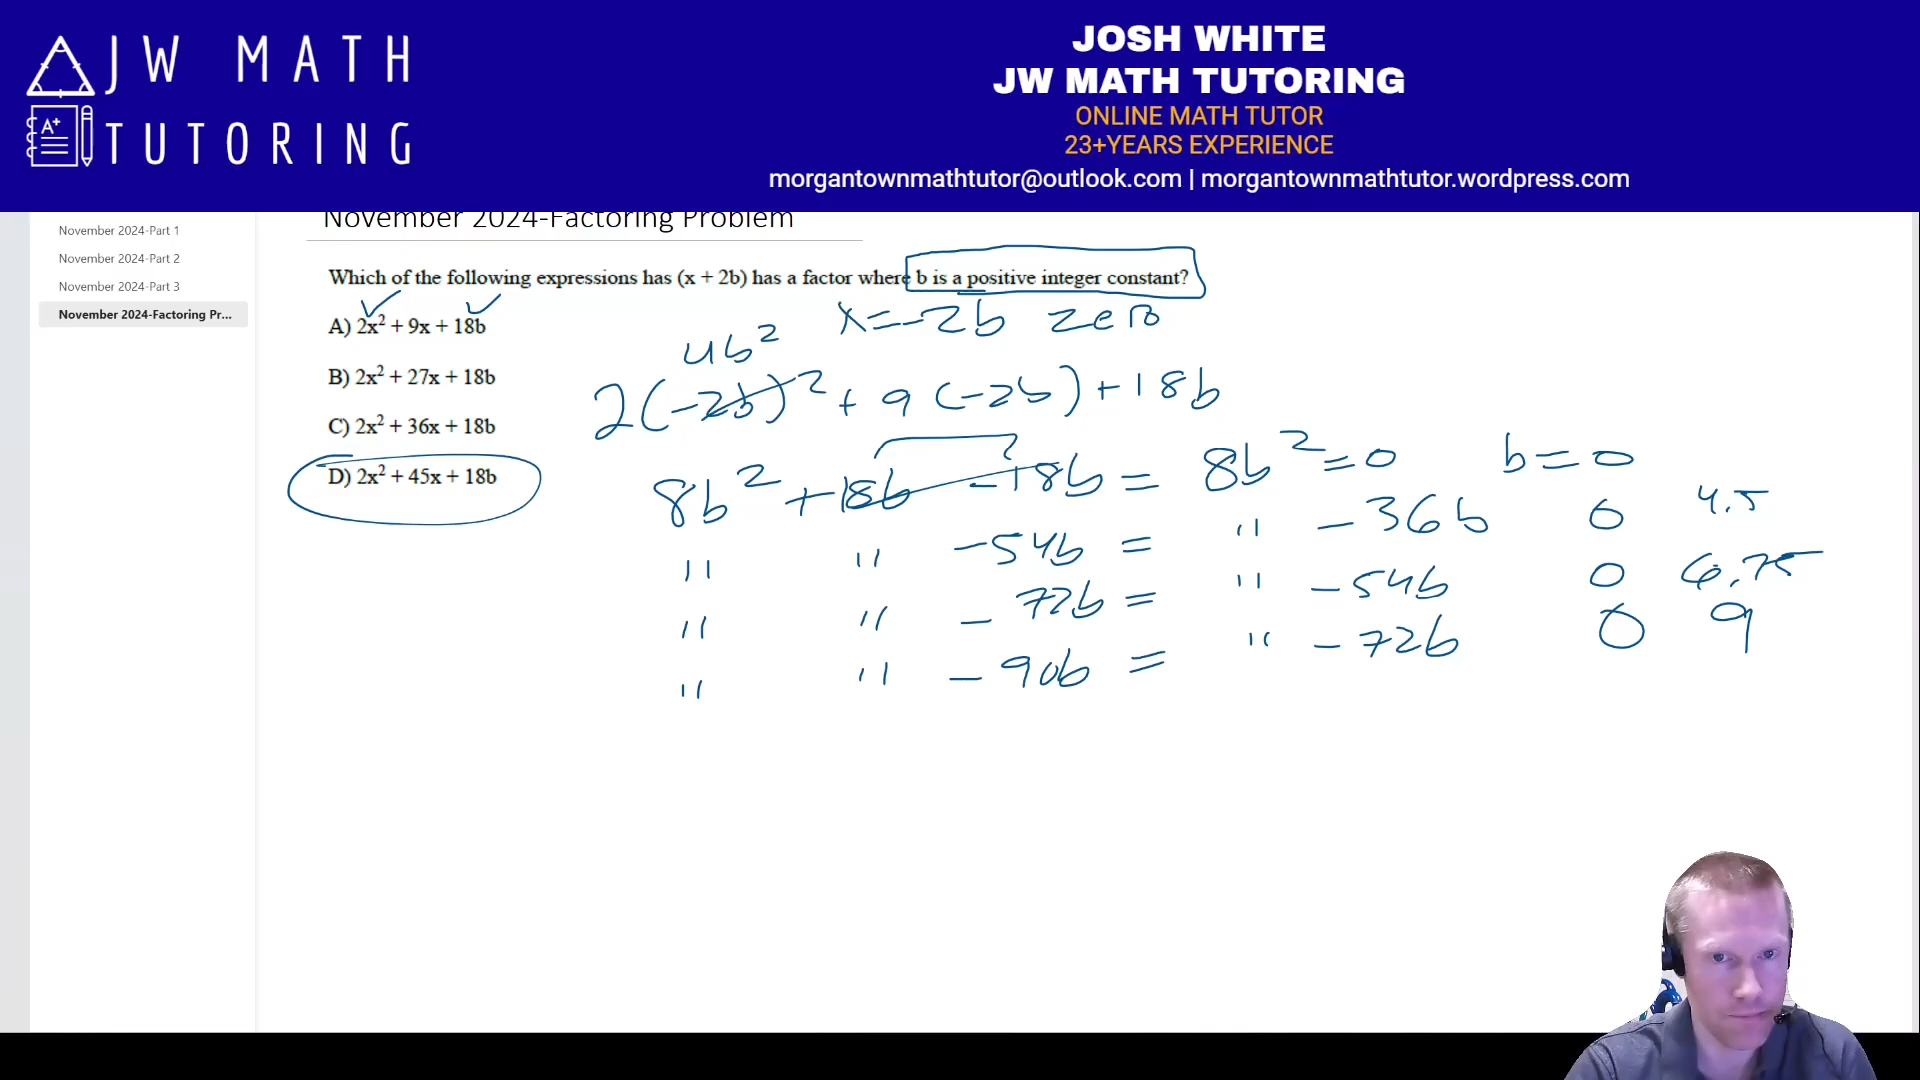 JW MATH
TUTORING
A+
JOSH WHITE
JW MATH TUTORING
ONLINE MATH TUTOR
23+YEARS EXPERIENCE
morgantownmathtutor@outlook.com | morgantownmathtutor.wordpress.com
November 2024-Part 1
November 2024-Part 2
November 2024-Part 3
November 2024-Factoring Pr...
November 2024-Factoring Problem
Which of the following expressions has (x + 2b) has a factor where b is a positive integer constant?
A) 2x² + 9x + 18b
B) 2x² + 27x + 18b
C) 2x² + 36x + 18b
D) 2x² + 45x + 18b
x=-2b zero
4b²
2(-2b)² + 9(-2b)+18b
8b² +18b -18b = 8b²=0 b=0
" " -54b = " -36b 0 4.5
" " -72b = " -54b 0 6.75
" " -90b = " -72b 0 9